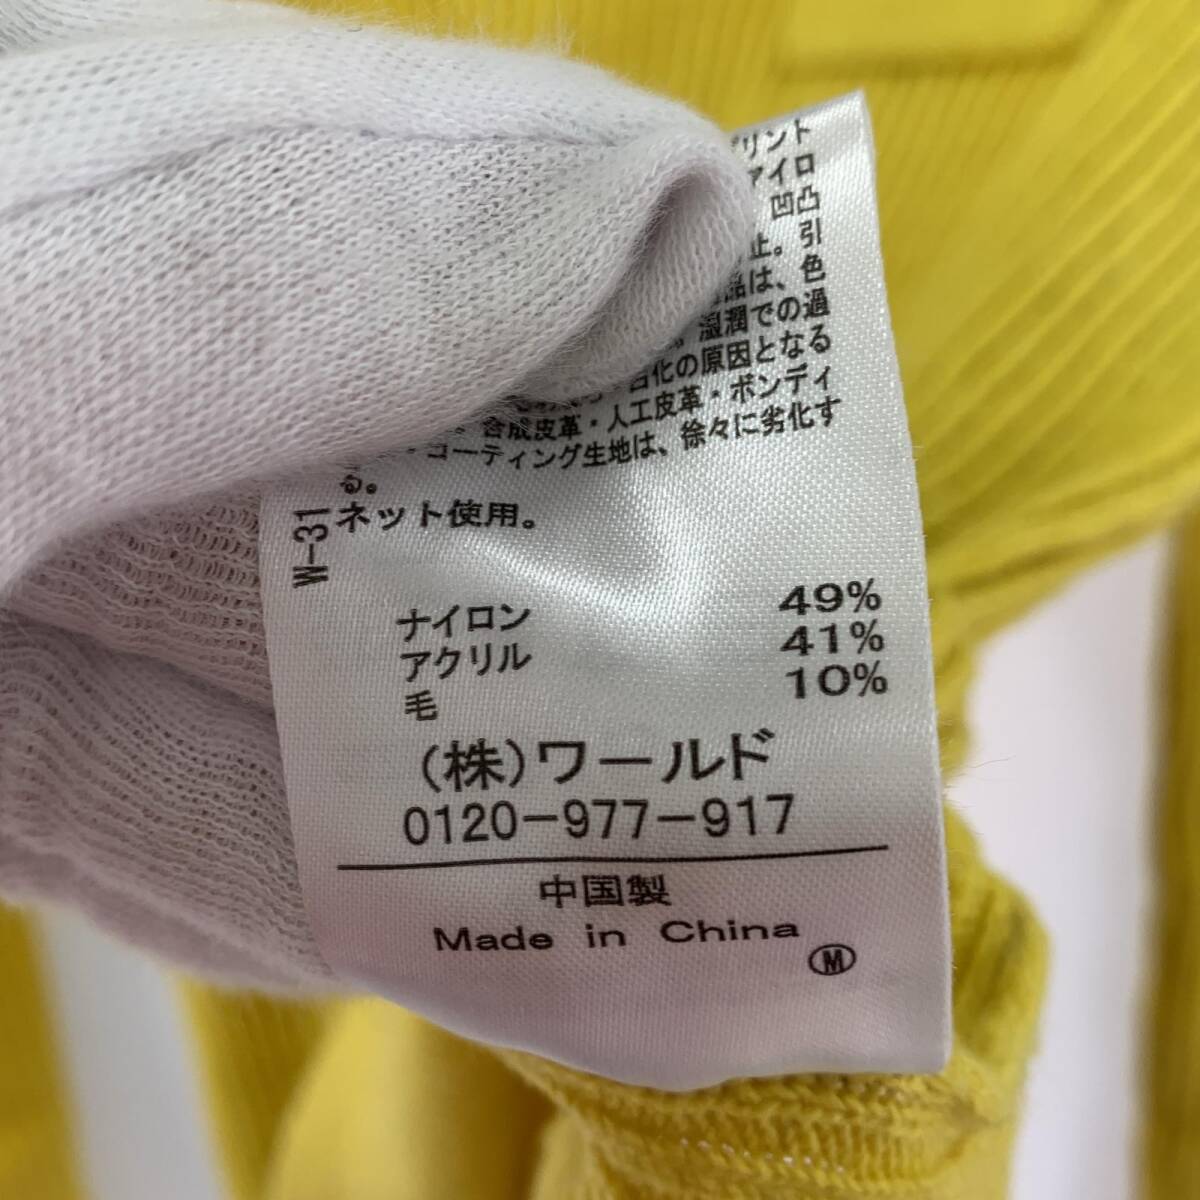 リント
アイロ
凹凸
止。引
品は、色
湿潤での過
化の原因となる
合成皮革・人工皮革・ボンディ
・コーティング生地は、徐々に劣化す
る。
W-31
ネット使用。
ナイロン 49%
アクリル 41%
毛 10%
(株)ワールド
0120-977-917
中国製
Made in China
M